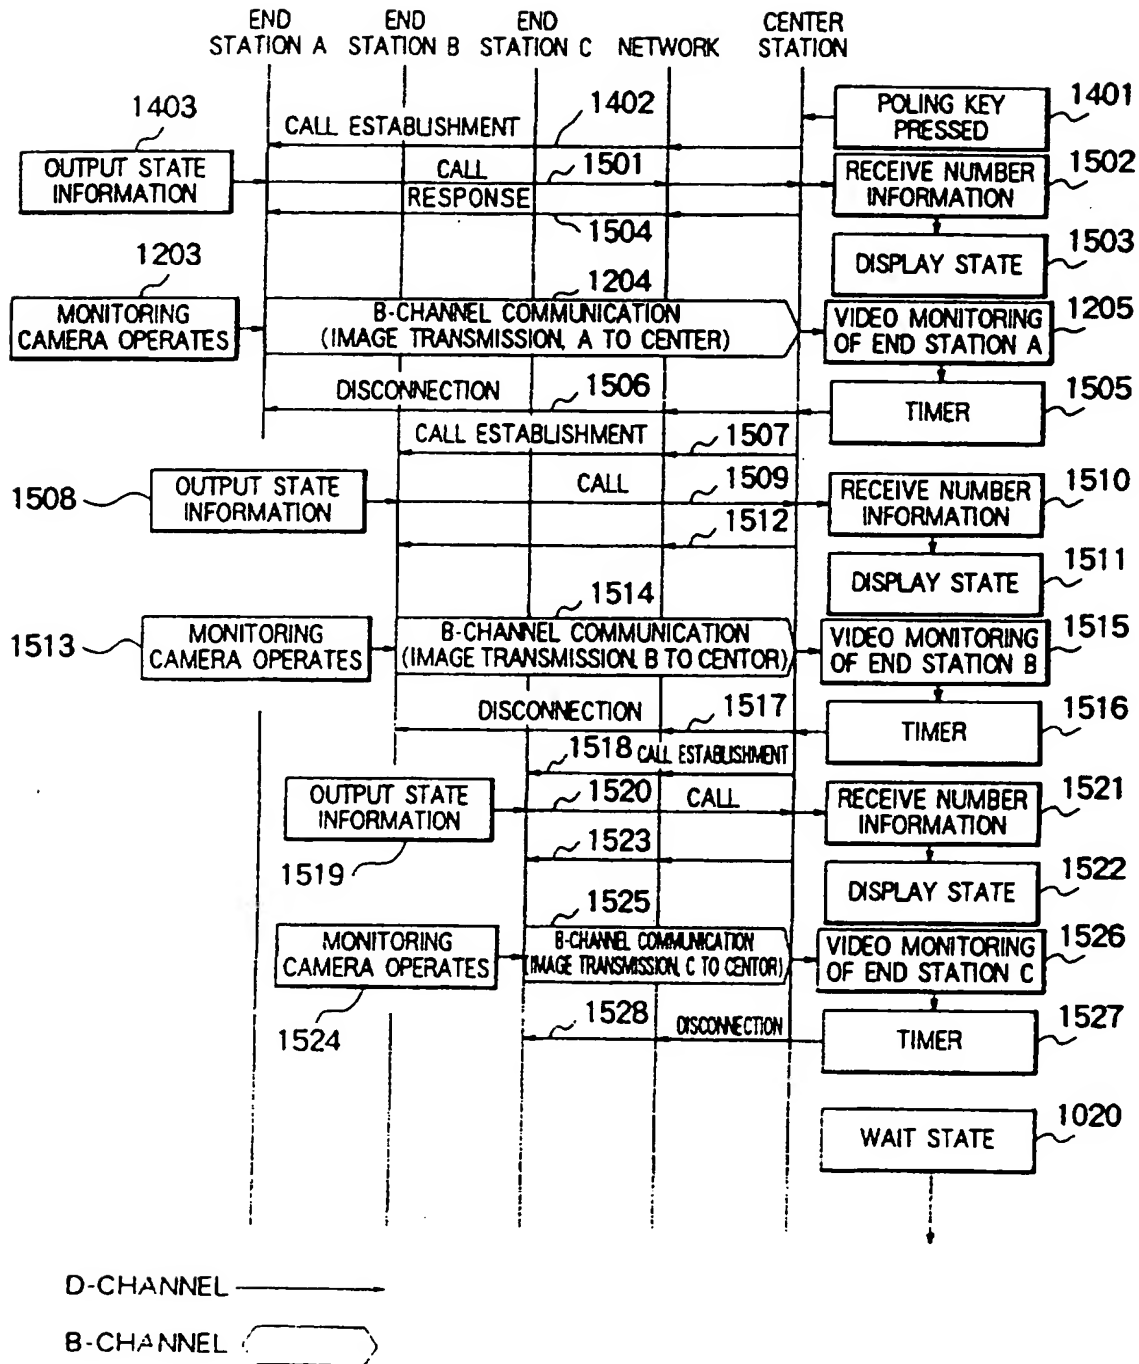 END STATION A
END STATION B
END STATION C
NETWORK
CENTER STATION
1403
1402
POLING KEY PRESSED
1401
CALL ESTABLISHMENT
OUTPUT STATE INFORMATION
CALL
1501
RECEIVE NUMBER INFORMATION
1502
RESPONSE
1504
1203
DISPLAY STATE
1503
1204
MONITORING CAMERA OPERATES
B-CHANNEL COMMUNICATION
(IMAGE TRANSMISSION, A TO CENTER)
VIDEO MONITORING OF END STATION A
1205
DISCONNECTION
1506
TIMER
1505
CALL ESTABLISHMENT
1507
1508
OUTPUT STATE INFORMATION
CALL
1509
RECEIVE NUMBER INFORMATION
1510
1512
DISPLAY STATE
1511
1514
1513
MONITORING CAMERA OPERATES
B-CHANNEL COMMUNICATION
(IMAGE TRANSMISSION, B TO CENTOR)
VIDEO MONITORING OF END STATION B
1515
DISCONNECTION
1517
TIMER
1516
1518
CALL ESTABLISHMENT
OUTPUT STATE INFORMATION
1520
CALL
RECEIVE NUMBER INFORMATION
1521
1519
1523
DISPLAY STATE
1522
1525
MONITORING CAMERA OPERATES
B-CHANNEL COMMUNICATION
(IMAGE TRANSMISSION, C TO CENTOR)
VIDEO MONITORING OF END STATION C
1526
1524
1528
DISCONNECTION
TIMER
1527
WAIT STATE
1020
D-CHANNEL
B-CHANNEL